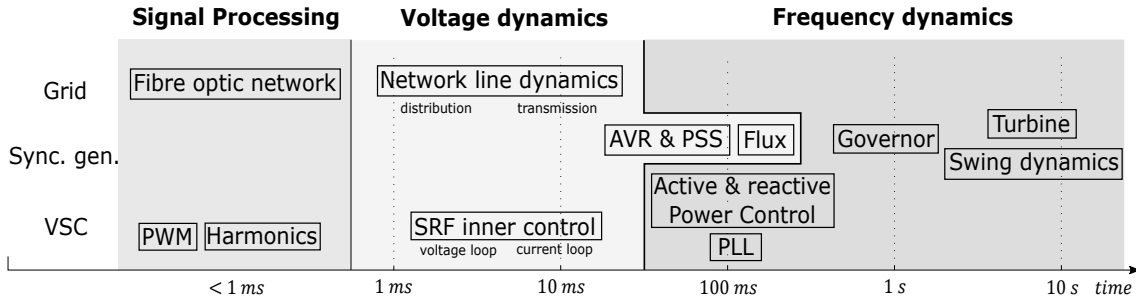 Signal Processing Voltage dynamics Frequency dynamics
Grid Fibre optic network Network line dynamics
distribution transmission
Turbine
Sync. gen. AVR & PSS Flux Governor
Swing dynamics
Active & reactive
Power Control
VSC PWM Harmonics SRF inner control
voltage loop current loop PLL
< 1 ms 1 ms 10 ms 100 ms 1 s 10 s time